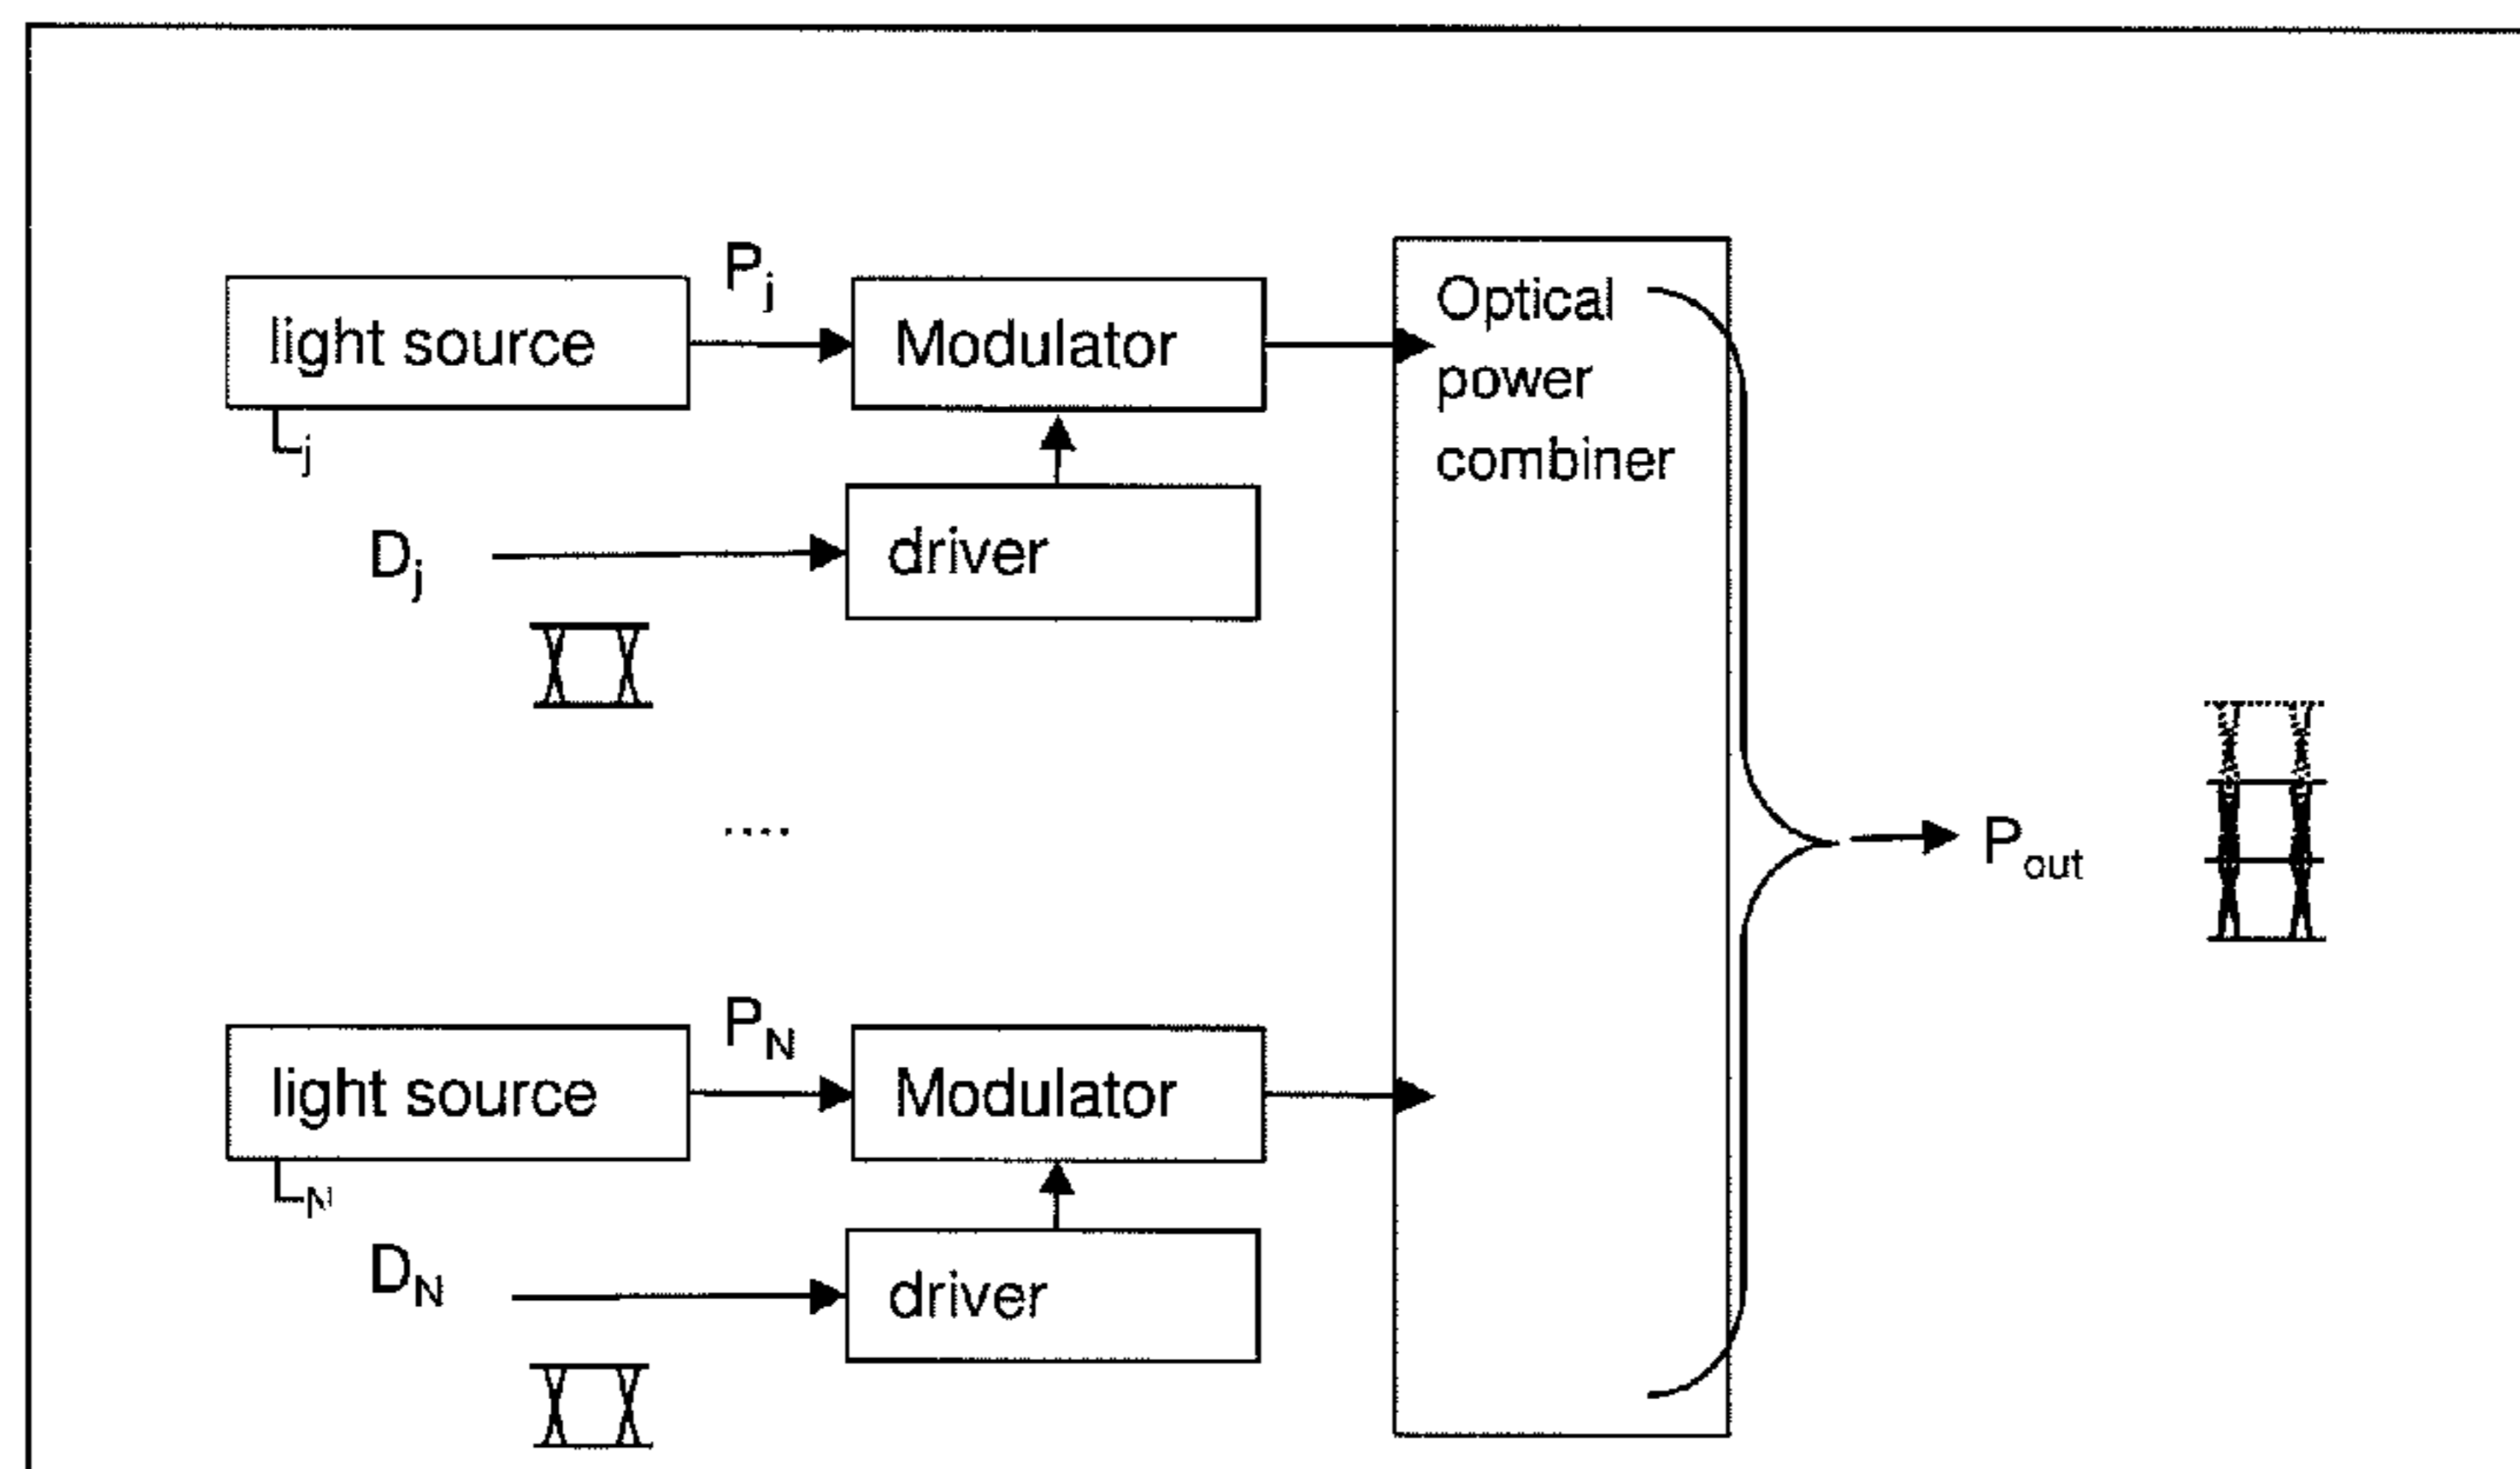 P_j
light source
Modulator
Optical
power
combiner
L_j
D_j
driver
....
P_out
P_N
light source
Modulator
L_N
D_N
driver